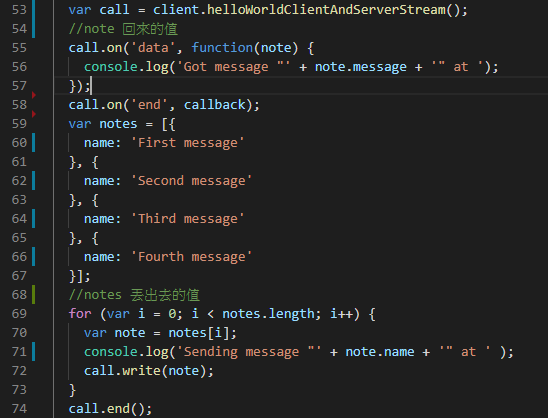 53 var call = client.helloWorldClientAndServerStream();
54 //note 回來的值
55 call.on('data', function(note) {
56   console.log('Got message "' + note.message + '" at ');
57 });
58 call.on('end', callback);
59 var notes = [{
60   name: 'First message'
61 }, {
62   name: 'Second message'
63 }, {
64   name: 'Third message'
65 }, {
66   name: 'Fourth message'
67 }];
68 //notes 丟出去的值
69 for (var i = 0; i < notes.length; i++) {
70   var note = notes[i];
71   console.log('Sending message "' + note.name + '" at ' );
72   call.write(note);
73 }
74 call.end();